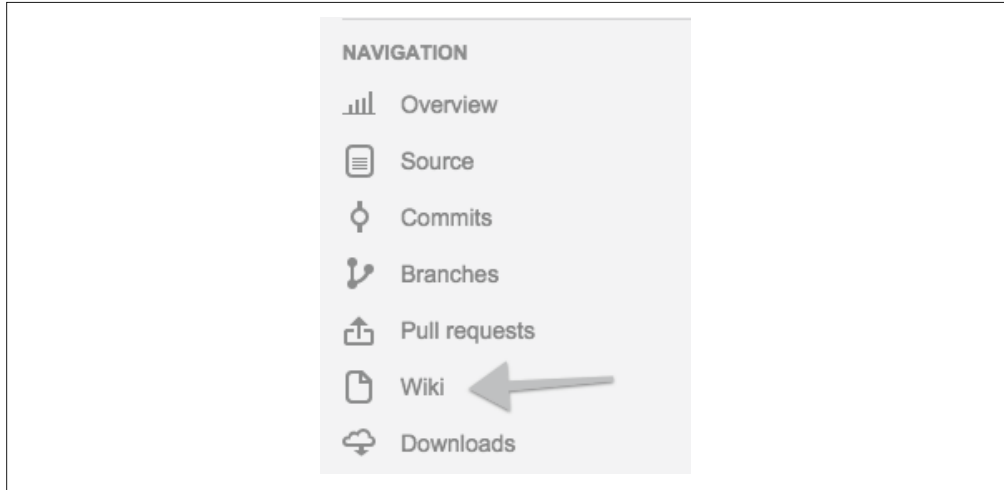 NAVIGATION
Overview
Source
Commits
Branches
Pull requests
Wiki
Downloads